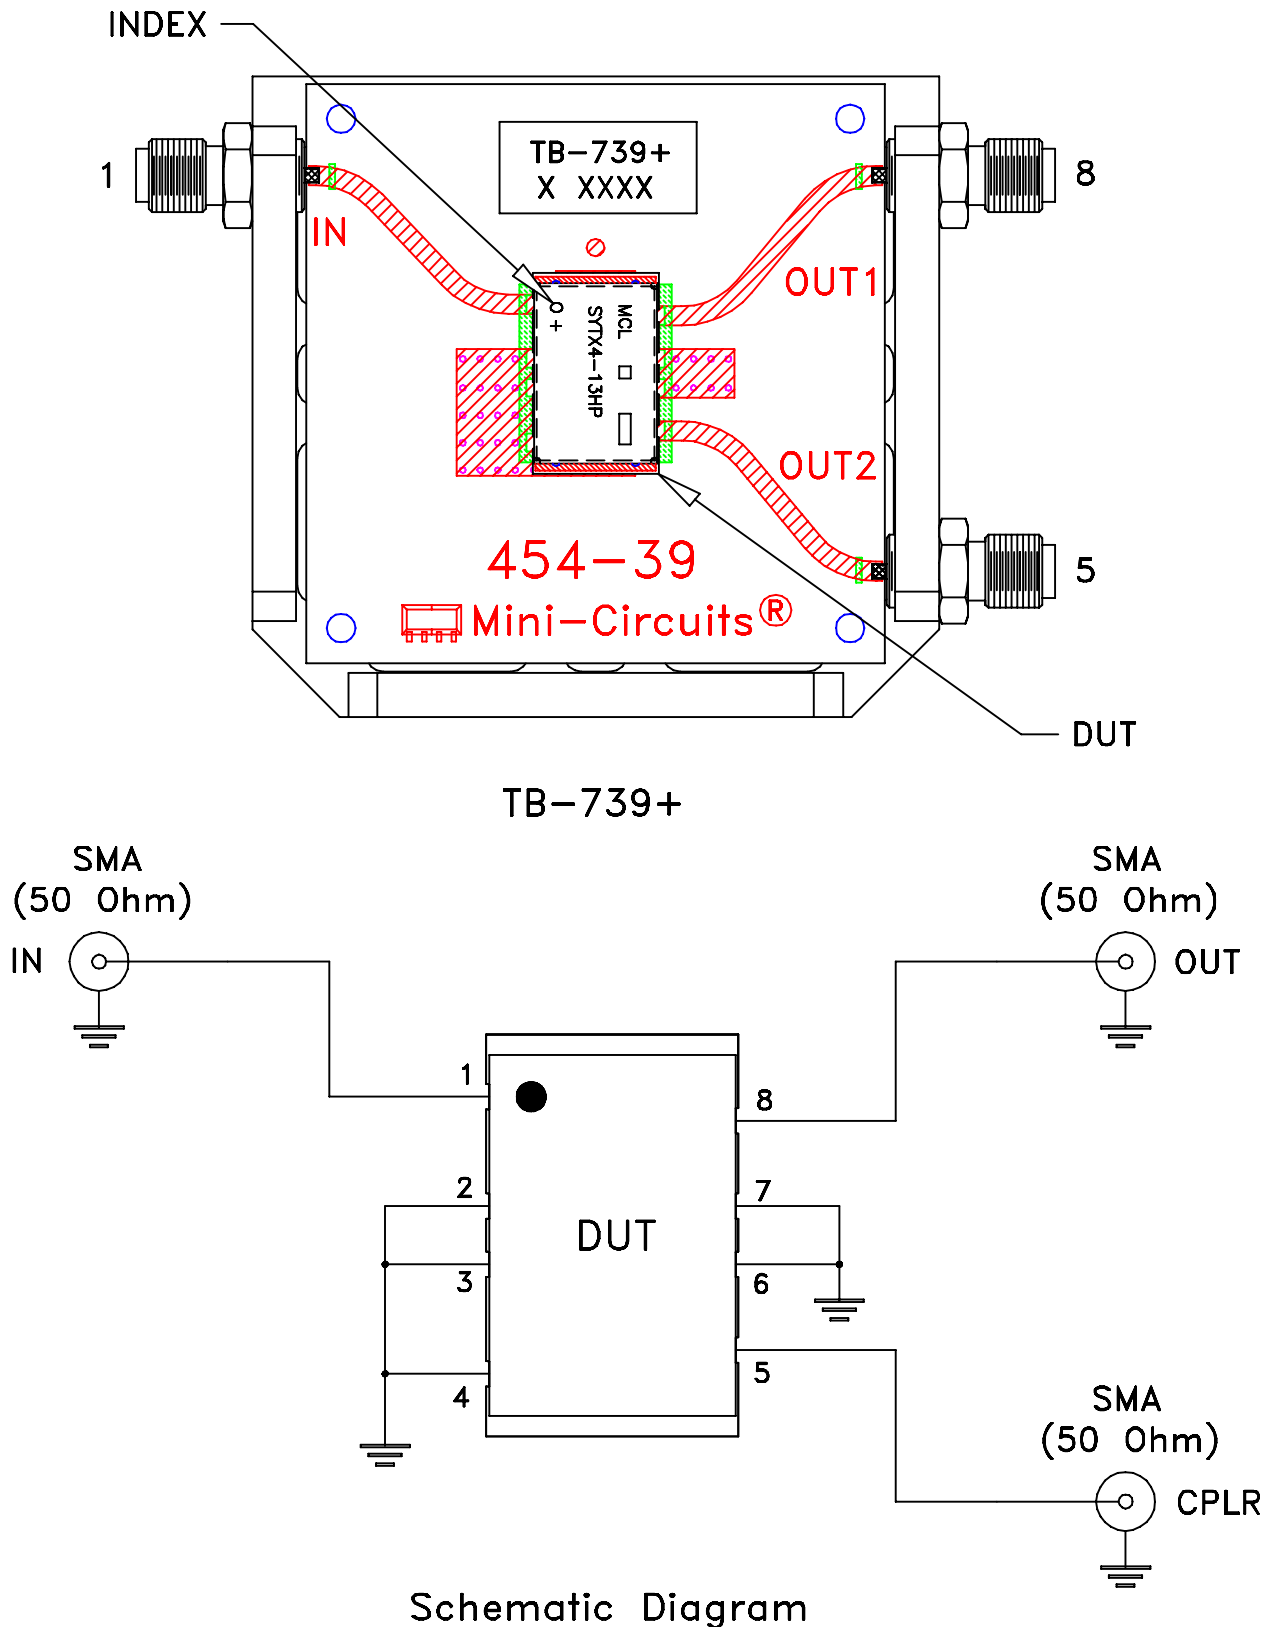 INDEX
TB-739+
X XXXX
1
8
IN
OUT1
MCL
SYTX4-13HP
+
OUT2
454-39
5
Mini-Circuits®
DUT
TB-739+
SMA
(50 Ohm)
IN
SMA
(50 Ohm)
OUT
1
8
2
7
DUT
3
6
4
5
SMA
(50 Ohm)
CPLR
Schematic Diagram